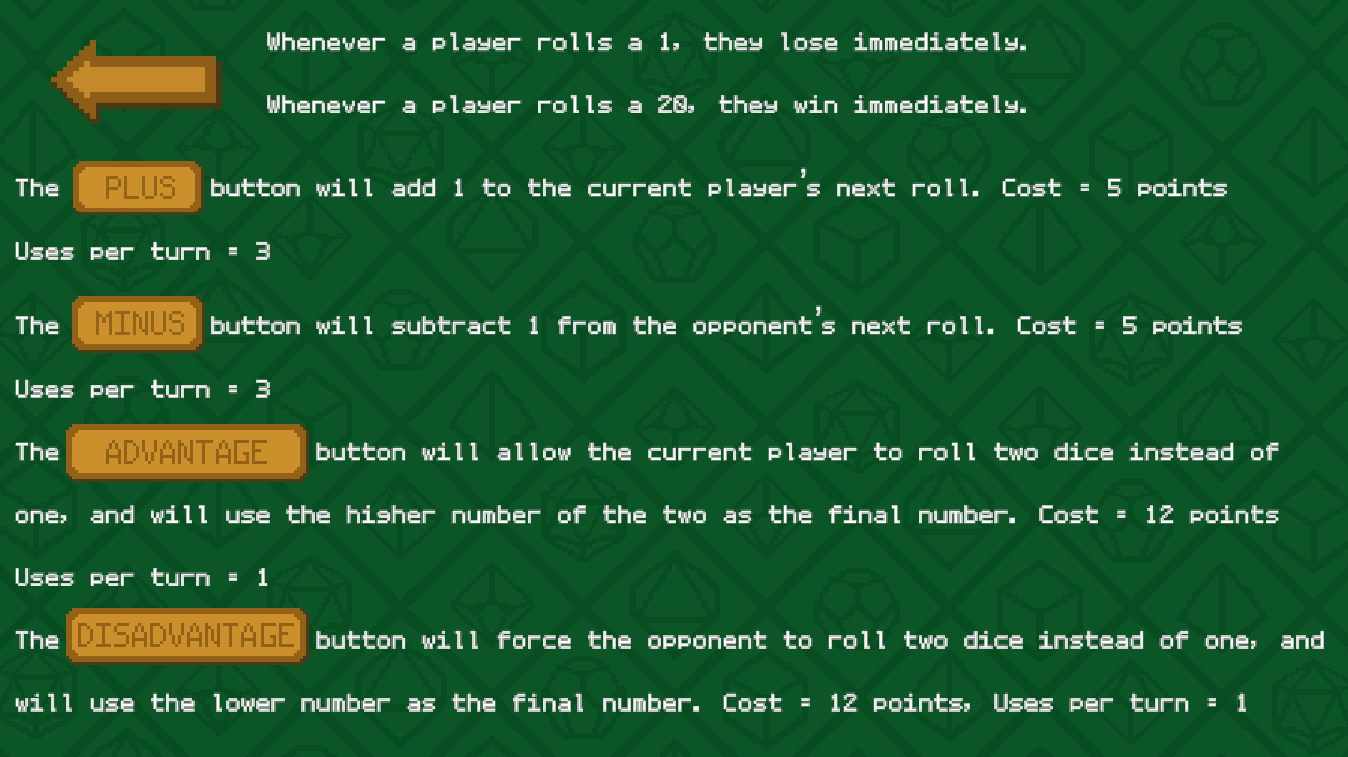 Whenever a player rolls a 1, they lose immediately.
Whenever a player rolls a 20, they win immediately.
The PLUS button will add 1 to the current player's next roll. Cost = 5 points
Uses per turn = 3
The MINUS button will subtract 1 from the opponent's next roll. Cost = 5 points
Uses per turn = 3
The ADVANTAGE button will allow the current player to roll two dice instead of
one, and will use the higher number of the two as the final number. Cost = 12 points
Uses per turn = 1
The DISADVANTAGE button will force the opponent to roll two dice instead of one, and
will use the lower number as the final number. Cost = 12 points, Uses per turn = 1